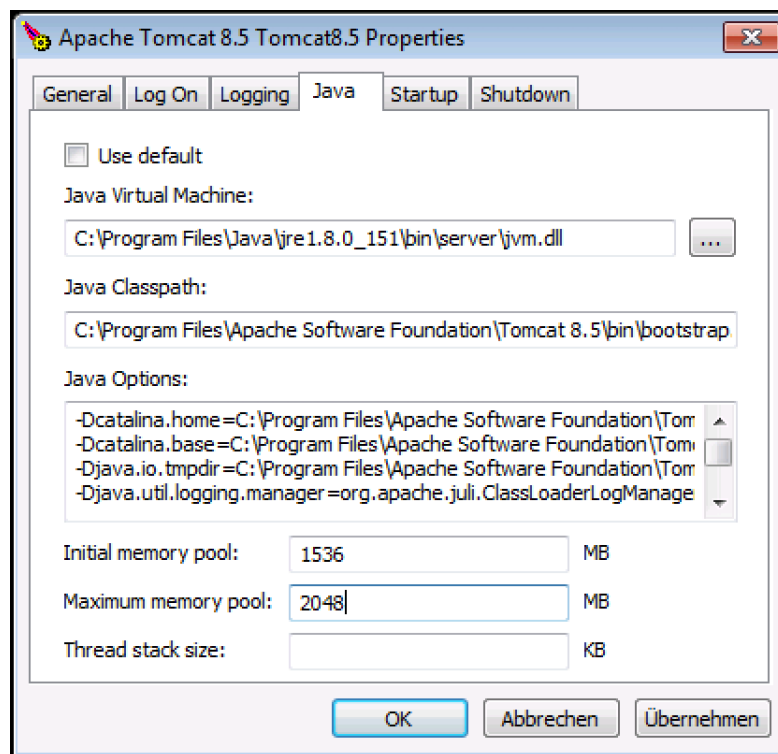 Apache Tomcat 8.5 Tomcat8.5 Properties
General Log On Logging Java Startup Shutdown
Use default
Java Virtual Machine:
C:\Program Files\Java\jre1.8.0_151\bin\server\jvm.dll
...
Java Classpath:
C:\Program Files\Apache Software Foundation\Tomcat 8.5\bin\bootstrap.
Java Options:
-Dcatalina.home=C:\Program Files\Apache Software Foundation\Tom
-Dcatalina.base=C:\Program Files\Apache Software Foundation\Tomc
-Djava.io.tmpdir=C:\Program Files\Apache Software Foundation\Tom
-Djava.util.logging.manager=org.apache.juli.ClassLoaderLogManager
Initial memory pool: 1536 MB
Maximum memory pool: 2048 MB
Thread stack size: KB
OK Abbrechen Übernehmen